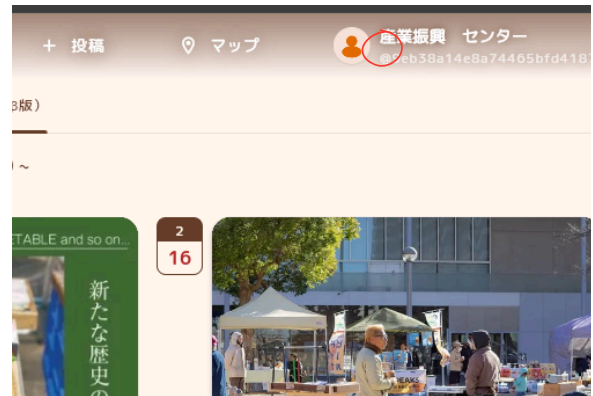 + 投稿
マップ
産業振興 センター
@9eb38a14e8a74465bfd4187
3版)
~
ETABLE and so on...
2
16
新たな歴史の